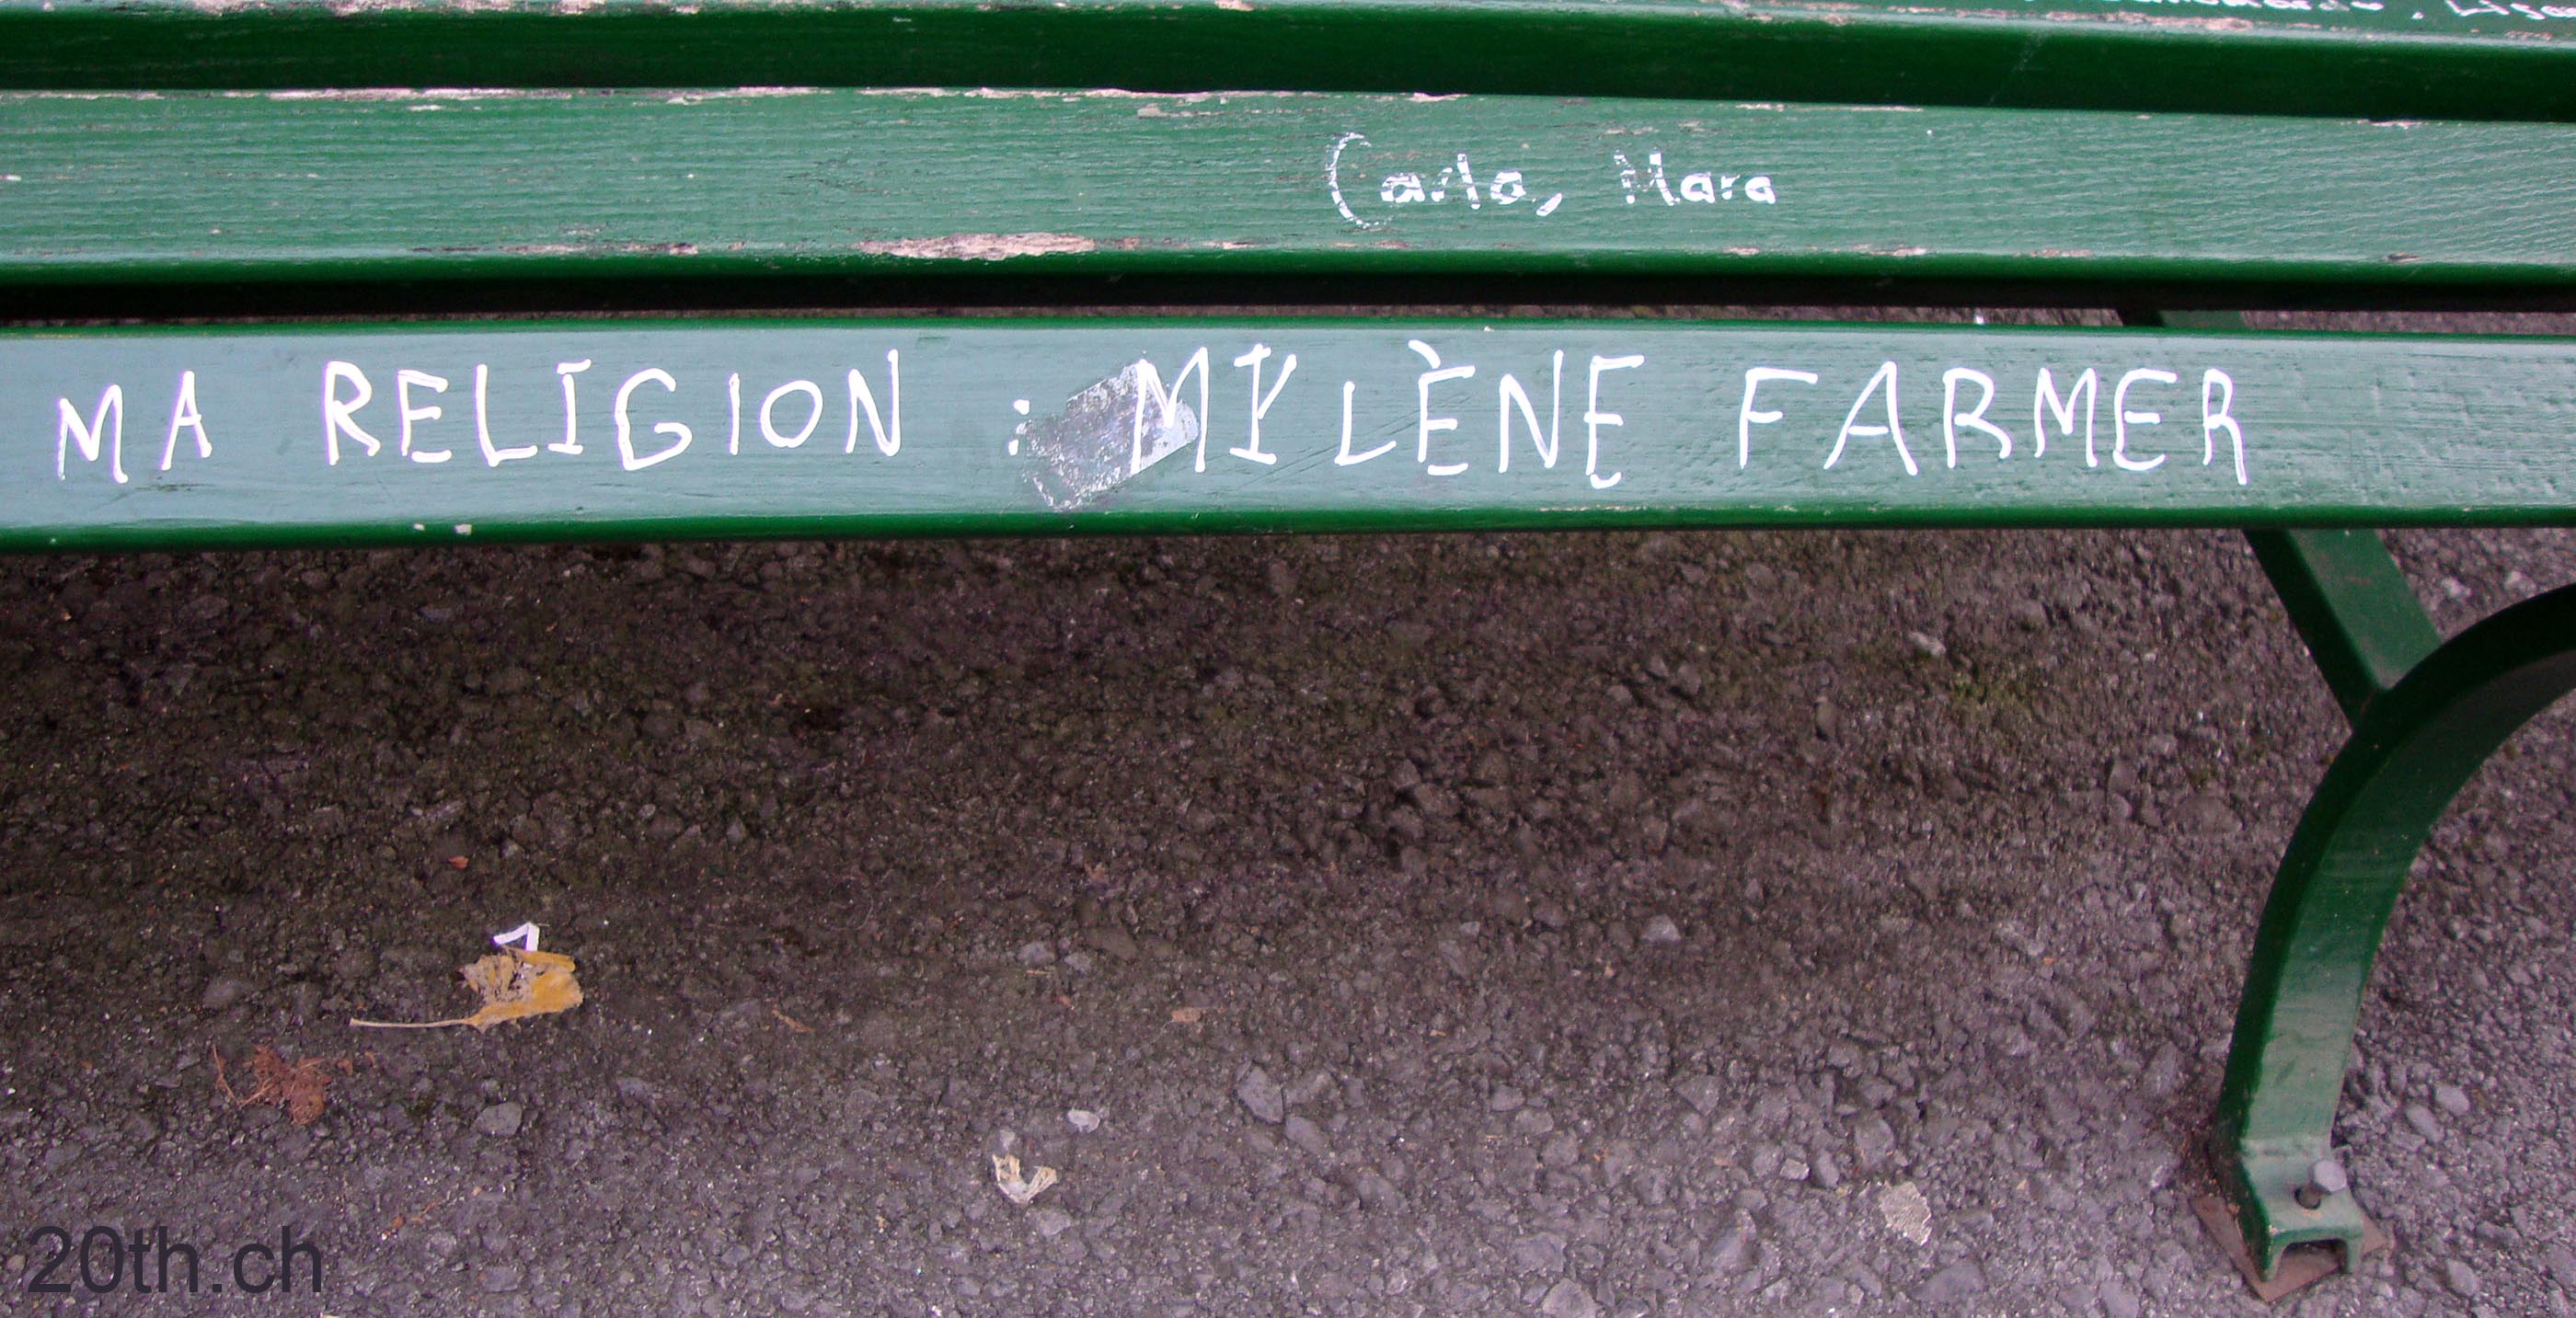 Carla, Mara
MA RELIGION : MYLÈNE FARMER
20th.ch